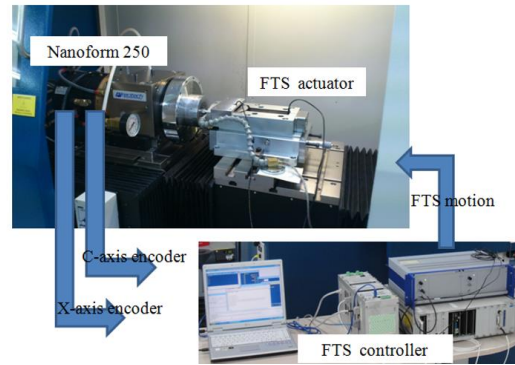 Nanoform 250
FTS actuator
FTS motion
C-axis encoder
X-axis encoder
FTS controller